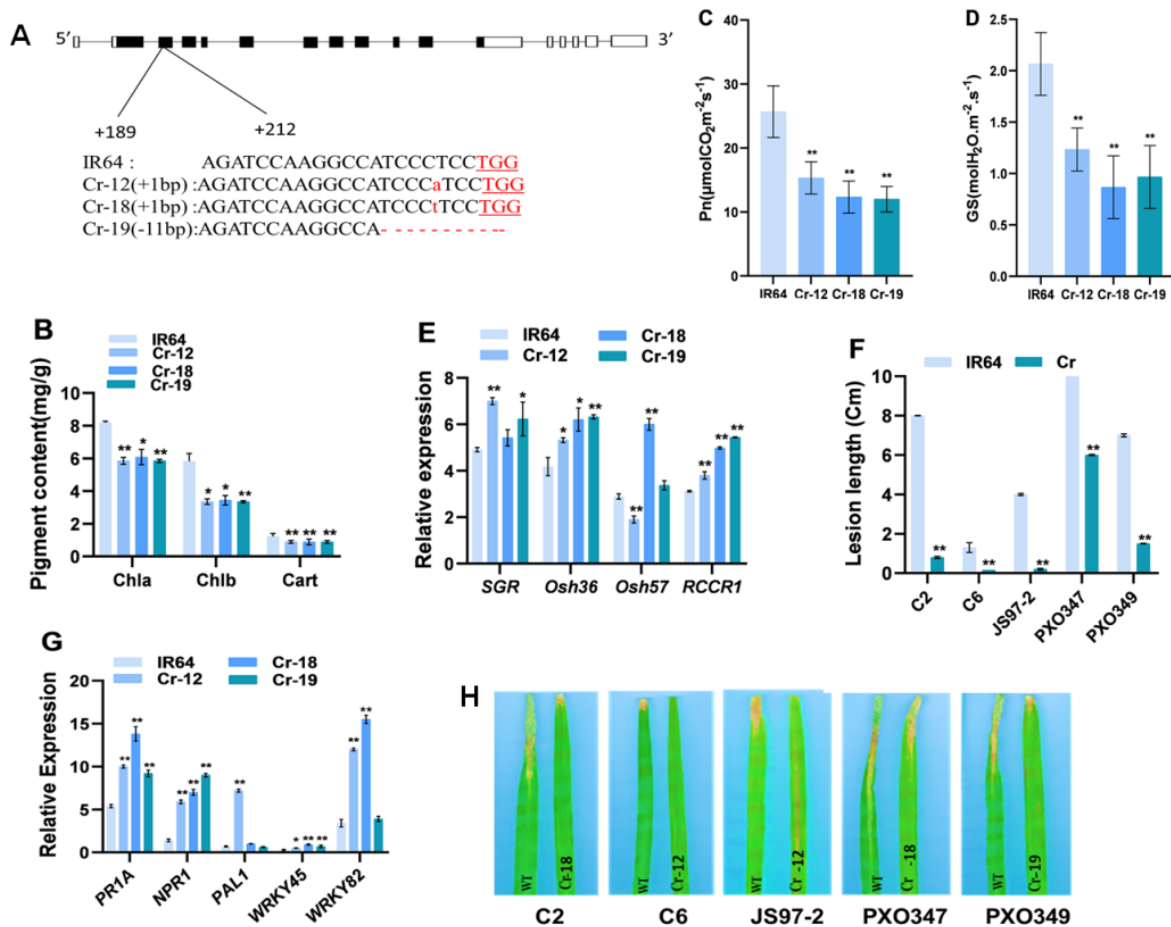 A
5′
3′
+189
+212
IR64 : AGATCCAAGGCCATCCCTCCTGG
Cr-12(+1bp):AGATCCAAGGCCATCCCaTCCTGG
Cr-18(+1bp):AGATCCAAGGCCATCCCtTCCTGG
Cr-19(-11bp):AGATCCAAGGCCA- - - - - - - - - --
C
Pn(µmolCO₂m⁻²s⁻¹)
40
30
20
10
0
**
**
**
IR64
Cr-12
Cr-18
Cr-19
D
GS(molH₂O.m⁻².s⁻¹)
2.5
2.0
1.5
1.0
0.5
0.0
**
**
**
IR64
Cr-12
Cr-18
Cr-19
B
IR64
Cr-12
Cr-18
Cr-19
Pigment content(mg/g)
10
8
6
4
2
0
** * **
* * **
** ** **
Chla
Chlb
Cart
E
IR64
Cr-12
Cr-18
Cr-19
Relative expression
8
6
4
2
0
** *
* ** **
** **
** ** **
SGR
Osh36
Osh57
RCCR1
F
IR64
Cr
Lesion length (Cm)
10
8
6
4
2
0
**
**
**
**
**
C2
C6
JS97-2
PXO347
PXO349
G
IR64
Cr-12
Cr-18
Cr-19
Relative Expression
20
15
10
5
0
** ** **
** ** **
**
* ** **
** **
PR1A
NPR1
PAL1
WRKY45
WRKY82
H
WT
Cr-18
WT
Cr-12
WT
Cr -12
WT
Cr -18
WT
Cr-19
C2
C6
JS97-2
PXO347
PXO349